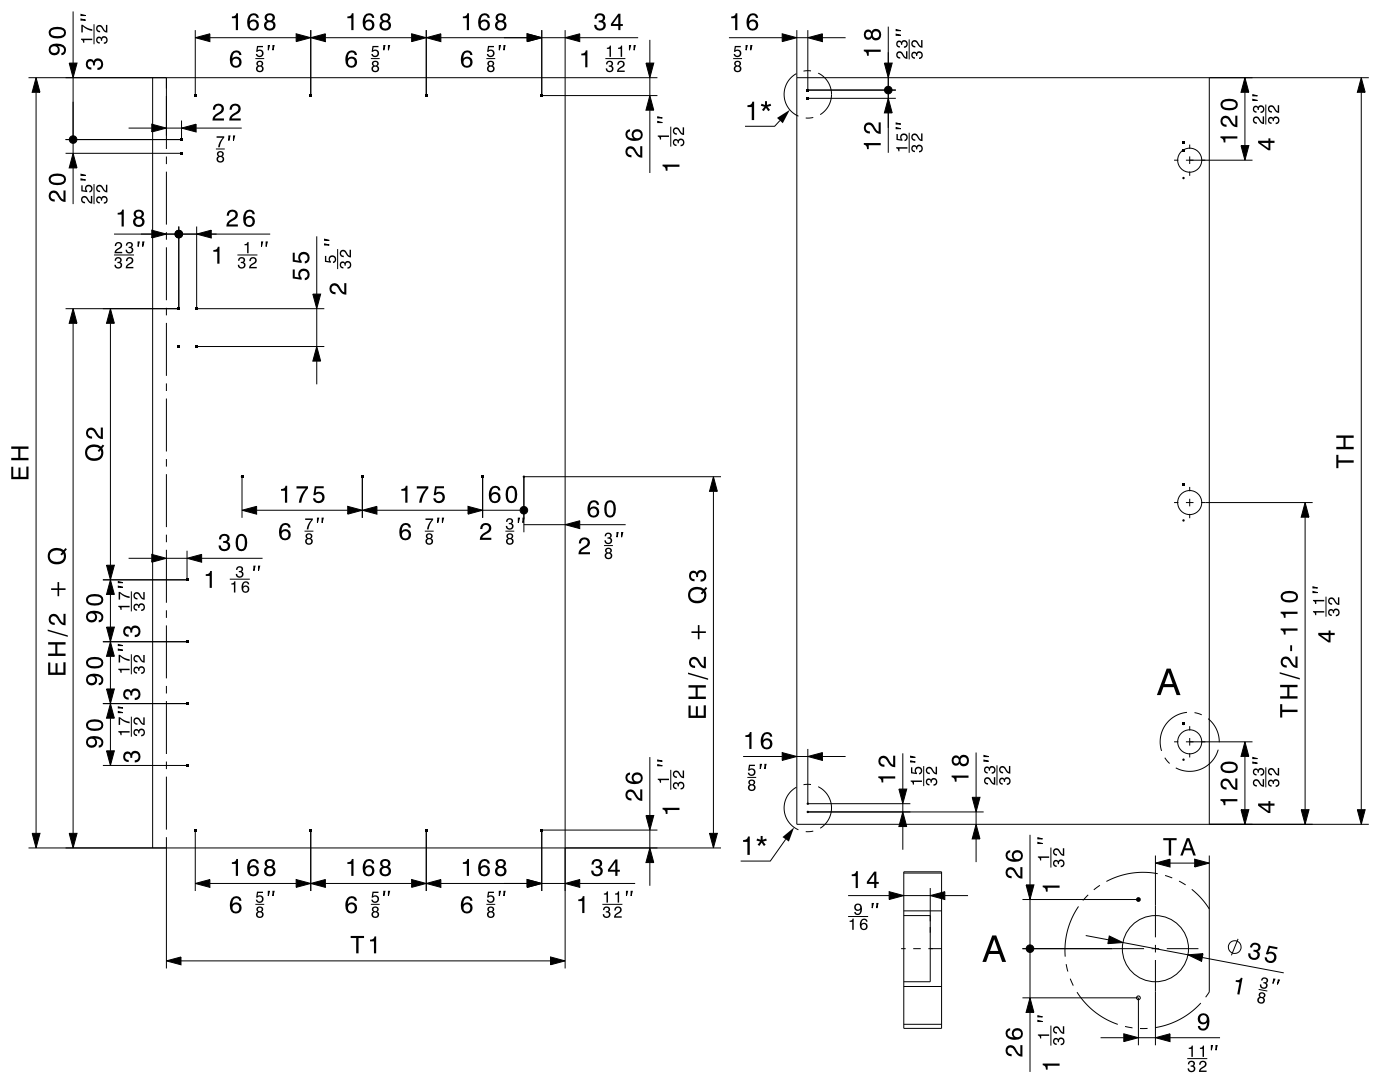 168 168 168 34
6 5/8" 6 5/8" 6 5/8" 1 11/32"
90
3 17/32"
22
7/8"
20
25/32"
26
1 1/32"
18 26
23/32" 1 1/32"
55
2 5/32"
EH
EH/2 + Q
Q2
175 175 60
6 7/8" 6 7/8" 2 3/8"
60
2 3/8"
30
1 3/16"
90
3 17/32"
90
3 17/32"
90
3 17/32"
EH/2 + Q3
26
1 1/32"
168 168 168 34
6 5/8" 6 5/8" 6 5/8" 1 11/32"
T1
16
5/8"
18
23/32"
1*
12
15/32"
120
4 23/32"
TH
TH/2-110
4 11/32"
A
16
5/8"
12
15/32"
18
23/32"
120
4 23/32"
1*
14
9/16"
A
26
1 1/32"
TA
Ø35
1 3/8"
26
1 1/32"
9
11/32"